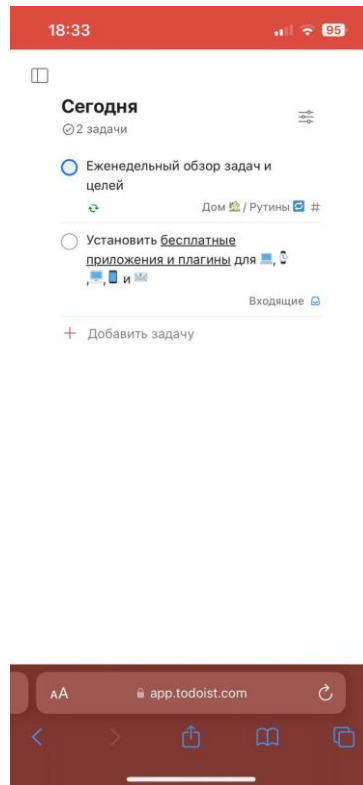 18:33
95
Сегодня
2 задачи
Еженедельный обзор задач и
целей
Дом 🏡 / Рутины 🔁 #
Установить бесплатные
приложения и плагины для 💻, ⌚
, 🖥, 📱 и 📨
Входящие
+ Добавить задачу
AA app.todoist.com